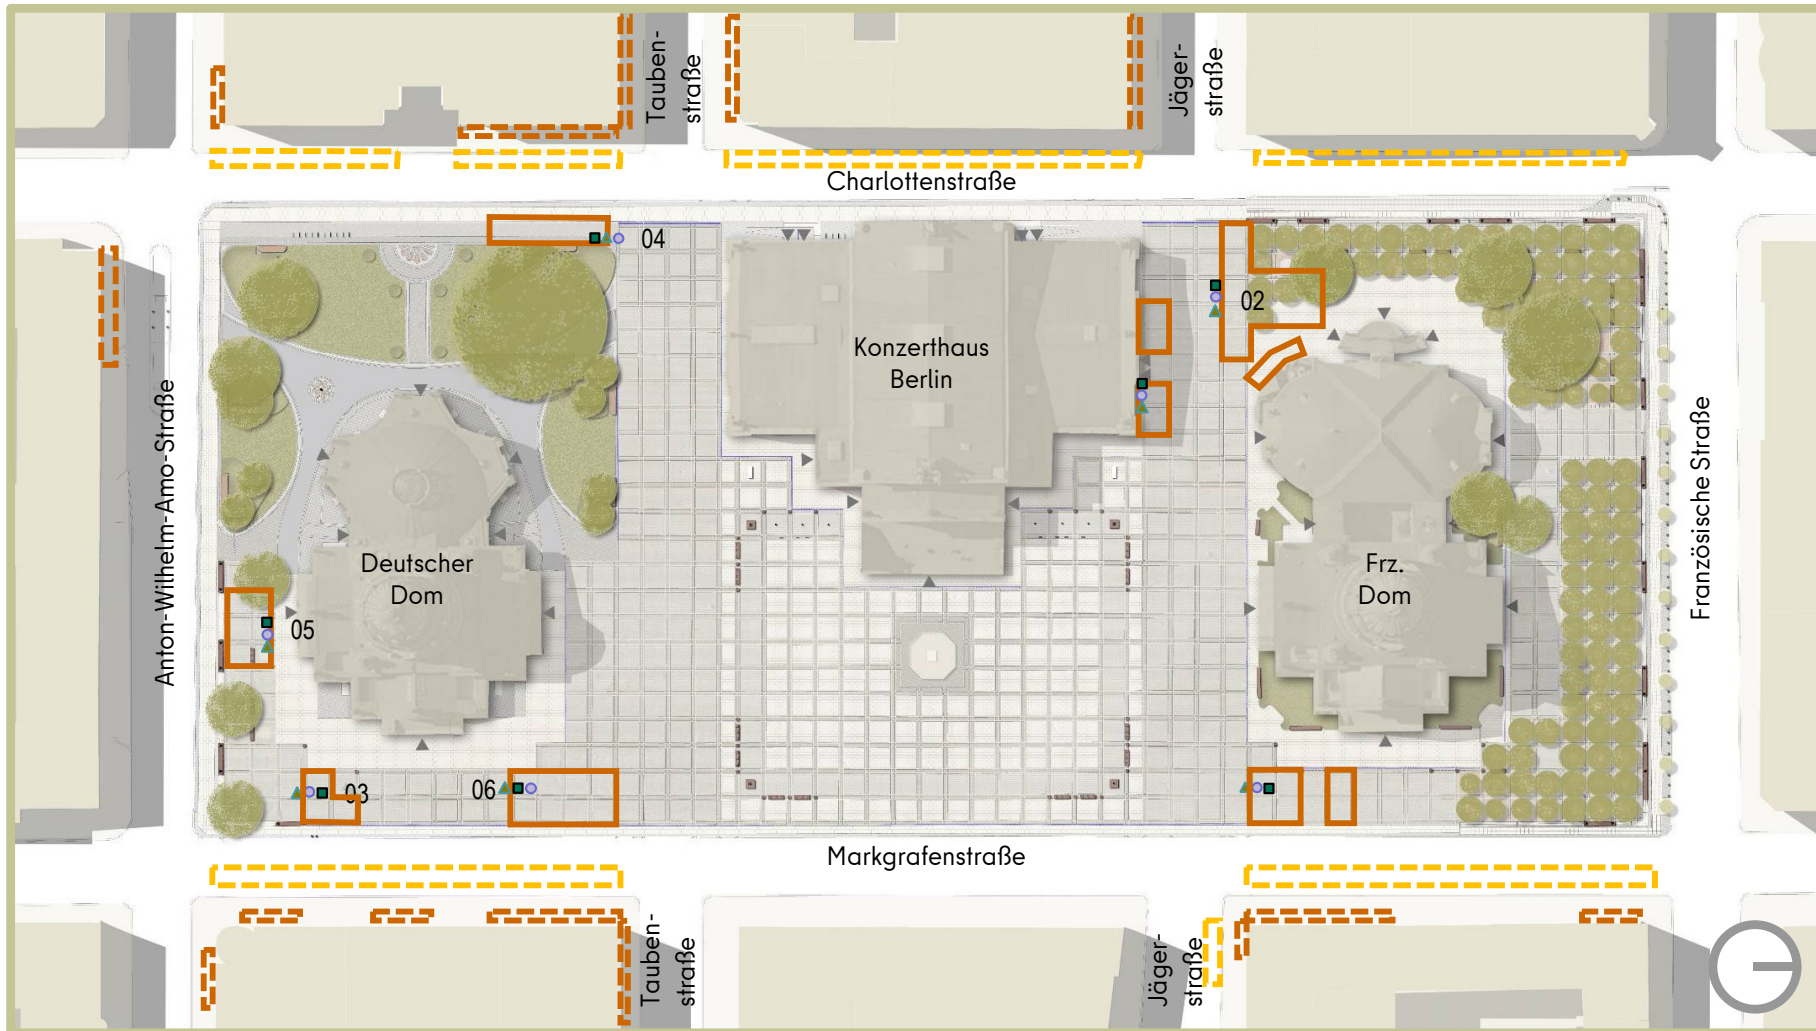 Tauben-
straße
Jäger-
straße
Charlottenstraße
04
02
Konzerthaus
Berlin
Anton-Wilhelm-Amo-Straße
Französische Straße
Deutscher
Dom
Frz.
Dom
05
03
06
Markgrafenstraße
Tauben-
straße
Jäger-
straße